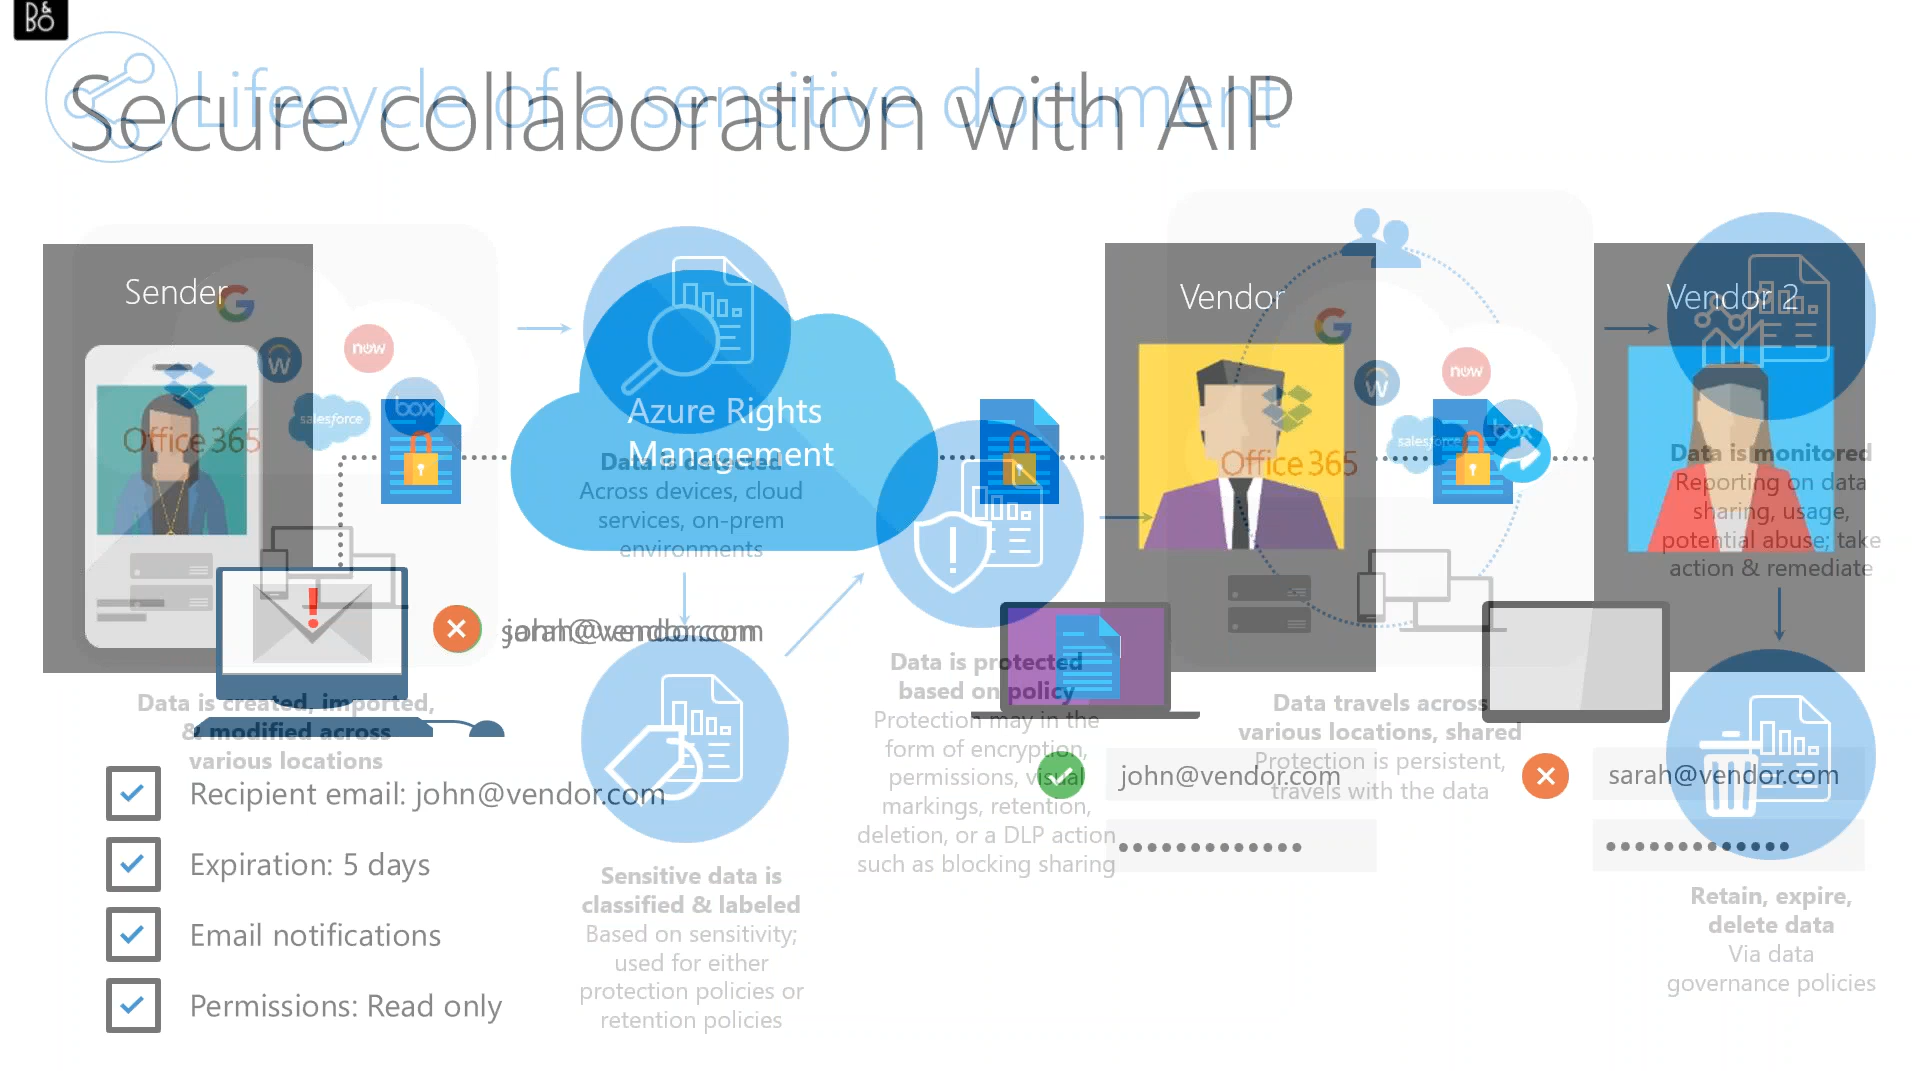 B&O
Lifecycle of a sensitive document
Secure collaboration with AIP
Sender
W
now
salesforce
box
Office 365
Azure Rights
Management
Data is detected
Across devices, cloud
services, on-prem
environments
Vendor
W
now
salesforce
box
Office 365
Vendor 2
Data is monitored
Reporting on data
sharing, usage,
potential abuse; take
action & remediate
Data is created, imported,
& modified across
various locations
Data is protected
based on policy
Protection may in the
form of encryption,
permissions, visual
markings, retention,
deletion, or a DLP action
such as blocking sharing
Data travels across
various locations, shared
Protection is persistent,
travels with the data
john@vendor.com
sarah@vendor.com
Recipient email: john@vendor.com
Expiration: 5 days
Email notifications
Permissions: Read only
Sensitive data is
classified & labeled
Based on sensitivity;
used for either
protection policies or
retention policies
Retain, expire,
delete data
Via data
governance policies